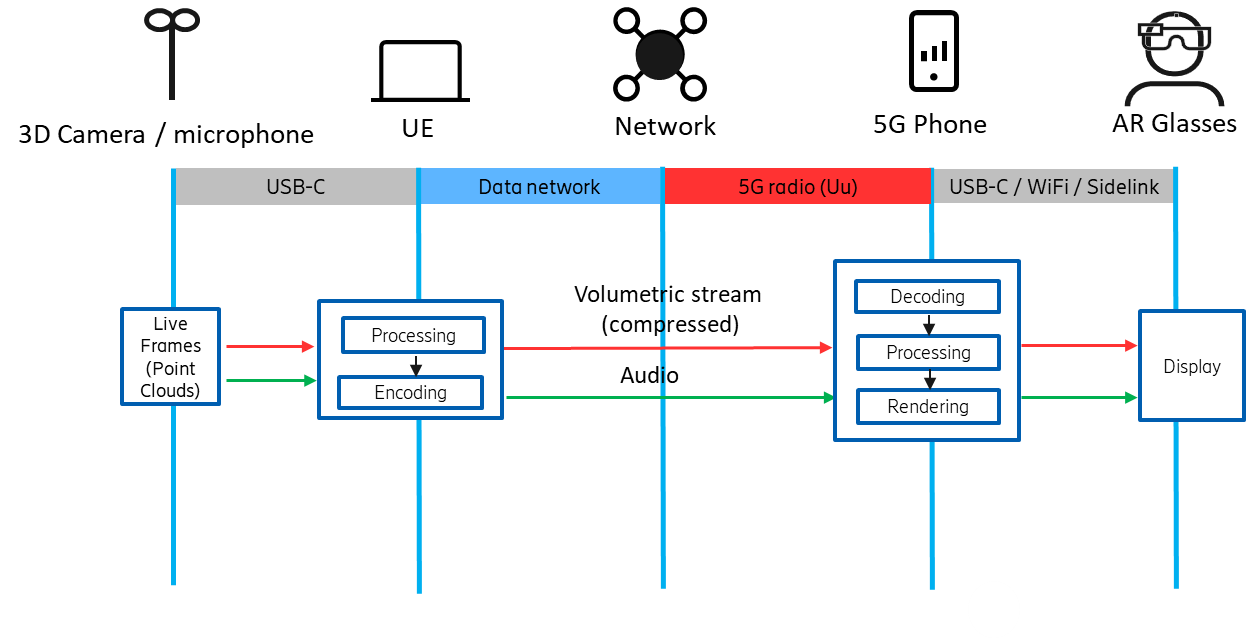 3D Camera / microphone
UE
Network
5G Phone
AR Glasses
USB-C
Data network
5G radio (Uu)
USB-C / WiFi / Sidelink
Live
Frames
(Point
Clouds)
Processing
Encoding
Volumetric stream
(compressed)
Audio
Decoding
Processing
Rendering
Display